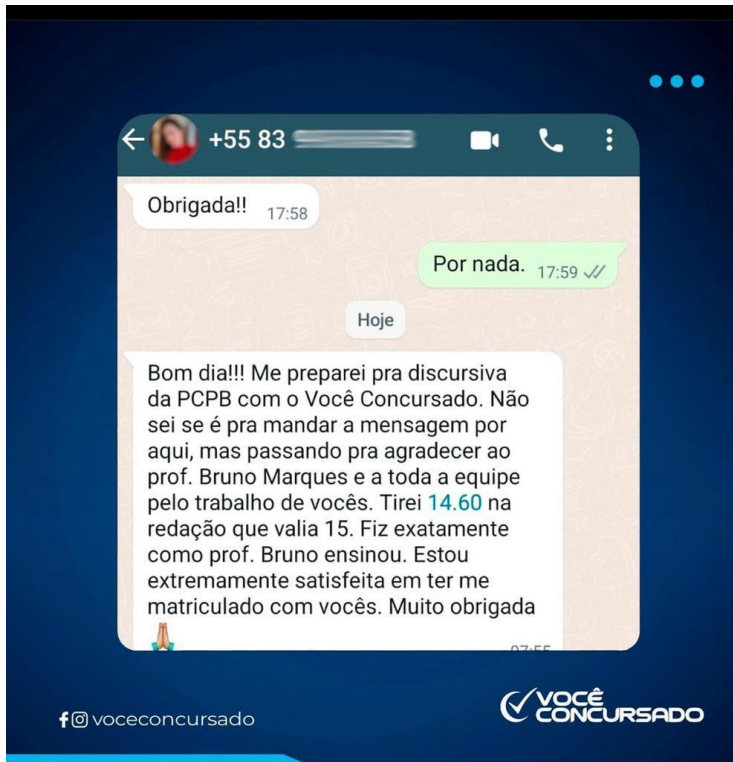 +55 83
Obrigada!! 17:58
Por nada. 17:59
Hoje
Bom dia!!! Me preparei pra discursiva
da PCPB com o Você Concursado. Não
sei se é pra mandar a mensagem por
aqui, mas passando pra agradecer ao
prof. Bruno Marques e a toda a equipe
pelo trabalho de vocês. Tirei 14.60 na
redação que valia 15. Fiz exatamente
como prof. Bruno ensinou. Estou
extremamente satisfeita em ter me
matriculado com vocês. Muito obrigada
voceconcursado
VOCÊ
CONCURSADO